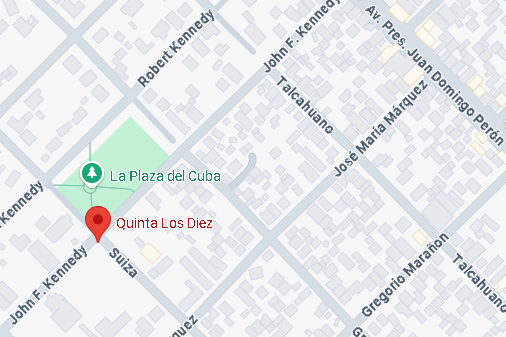 Robert Kennedy
John F. Kennedy
Av. Pres. Juan Domingo Perón
Talcahuano
José María Márquez
La Plaza del Cuba
Kennedy
Quinta Los Diez
Suiza
John F. Kennedy
Gregorio Marañon
Talcahuano
quez